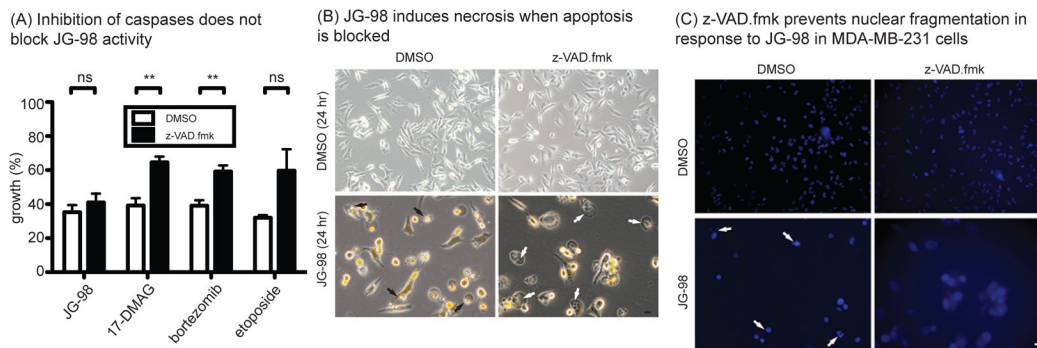 (A) Inhibition of caspases does not
block JG-98 activity
ns
**
**
ns
DMSO
z-VAD.fmk
100
80
60
40
20
0
growth (%)
JG-98
17-DMAG
bortezomib
etoposide
(B) JG-98 induces necrosis when apoptosis
is blocked
DMSO
z-VAD.fmk
DMSO (24 hr)
JG-98 (24 hr)
(C) z-VAD.fmk prevents nuclear fragmentation in
response to JG-98 in MDA-MB-231 cells
DMSO
z-VAD.fmk
DMSO
JG-98